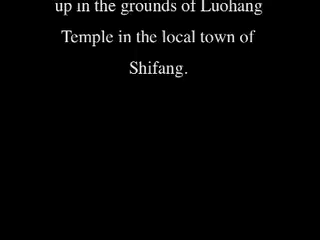 up in the grounds of Luohang
Temple in the local town of
Shifang.